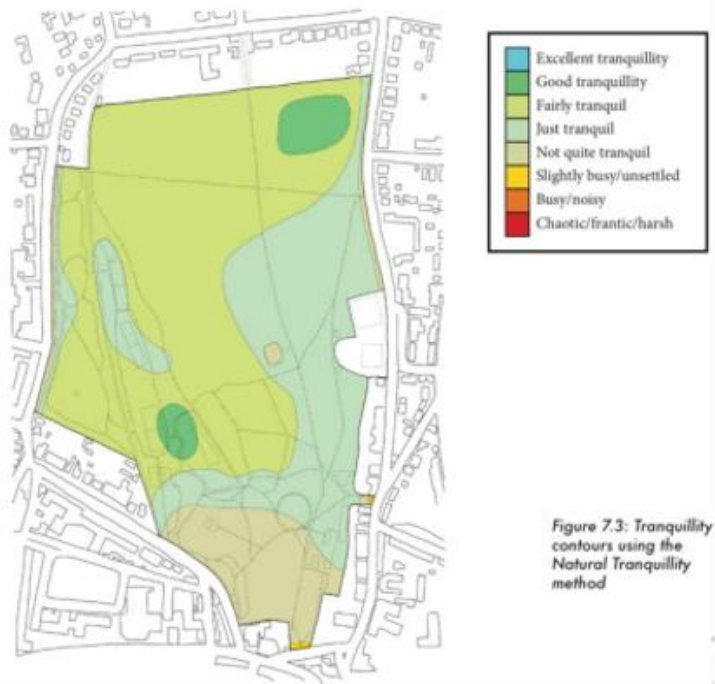 Excellent tranquillity
Good tranquillity
Fairly tranquil
Just tranquil
Not quite tranquil
Slightly busy/unsettled
Busy/noisy
Chaotic/frantic/harsh
Figure 7.3: Tranquillity
contours using the
Natural Tranquillity
method